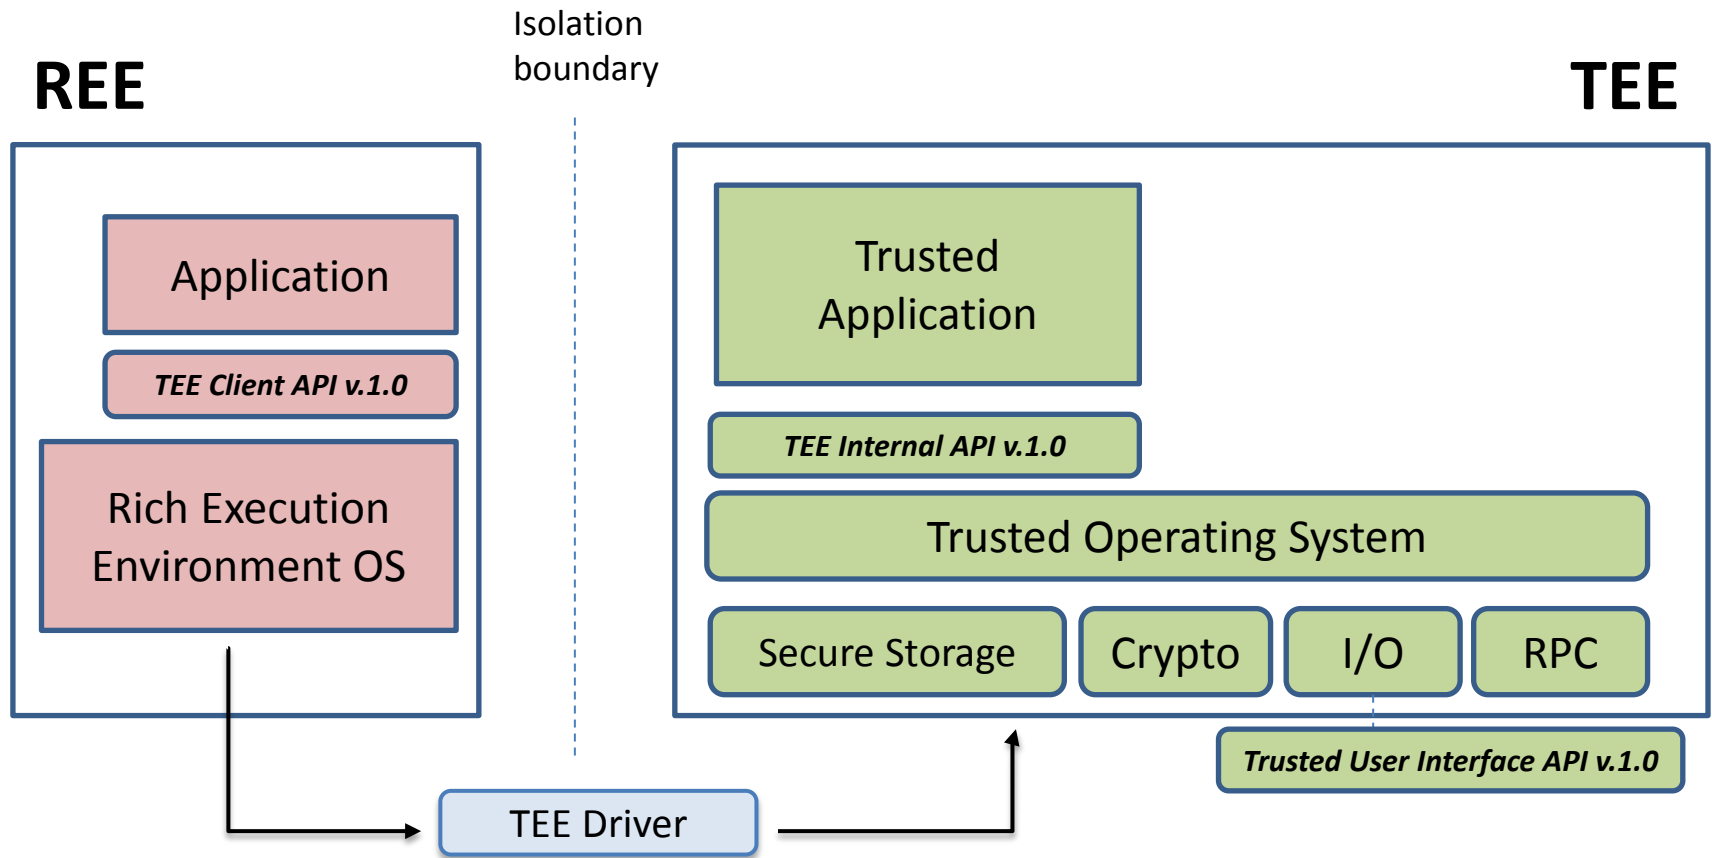 Isolation
boundary
REE
TEE
Application
TEE Client API v.1.0
Rich Execution
Environment OS
Trusted
Application
TEE Internal API v.1.0
Trusted Operating System
Secure Storage
Crypto
I/O
RPC
Trusted User Interface API v.1.0
TEE Driver